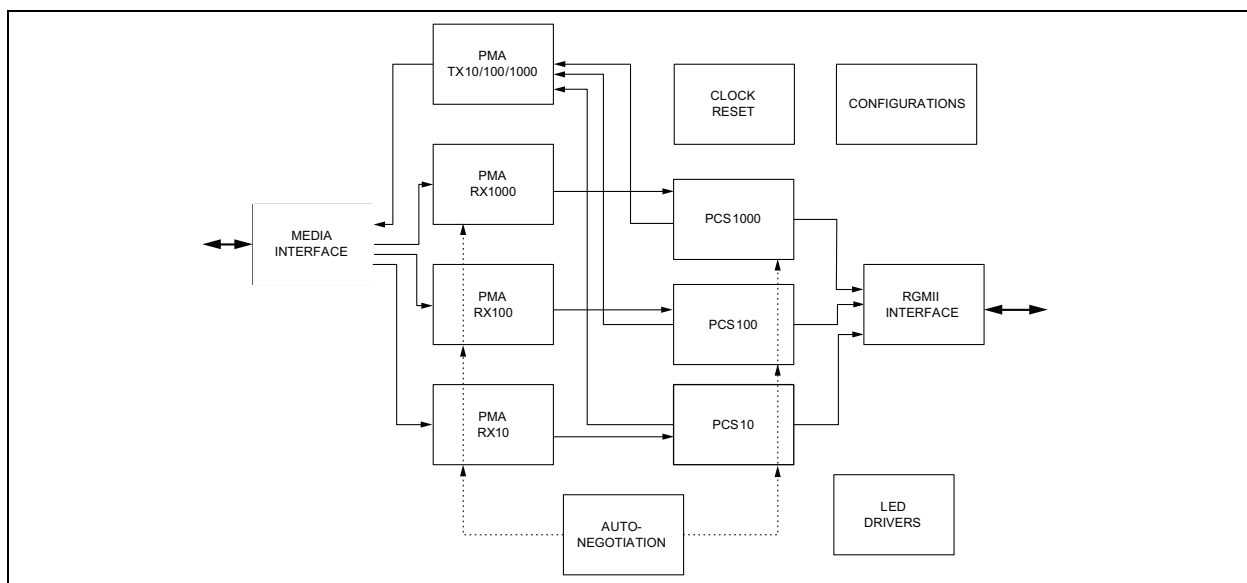 PMA
TX10/100/1000
CLOCK
RESET
CONFIGURATIONS
PMA
RX1000
PCS1000
MEDIA
INTERFACE
PMA
RX100
PCS100
RGMII
INTERFACE
PMA
RX10
PCS10
AUTO-
NEGOTIATION
LED
DRIVERS